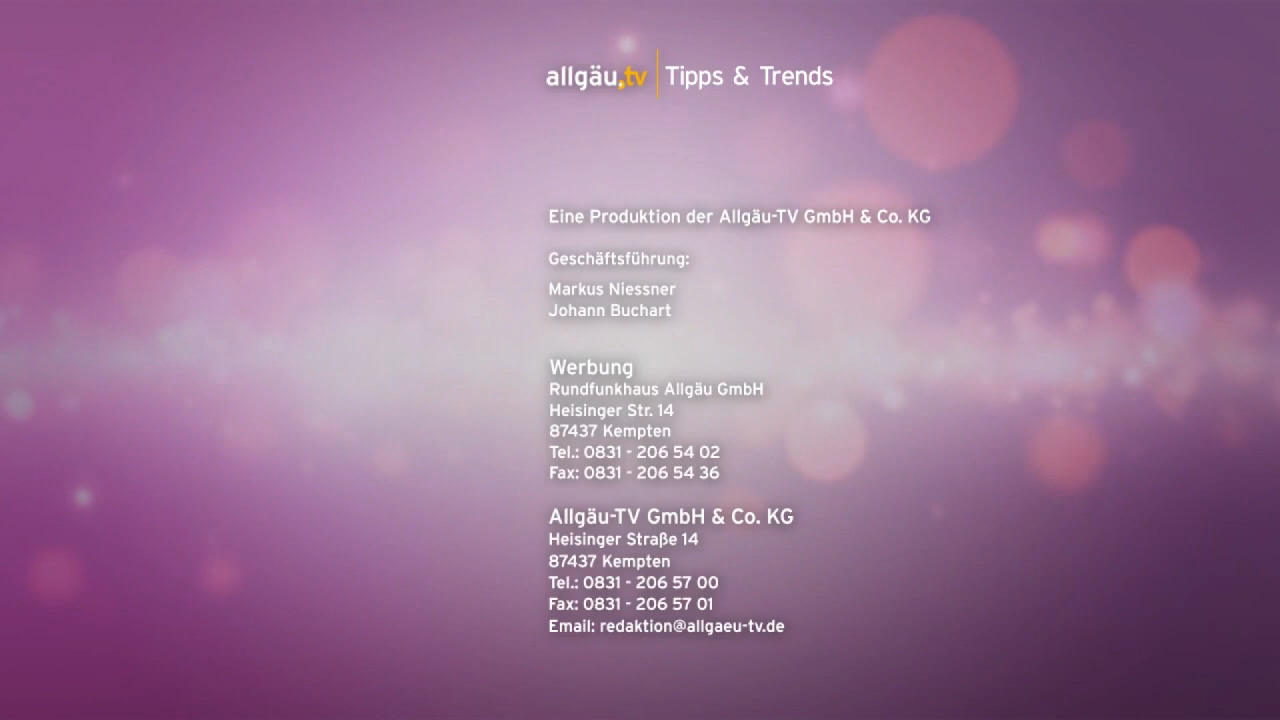 allgäu.tv | Tipps & Trends
Eine Produktion der Allgäu-TV GmbH & Co. KG
Geschäftsführung:
Markus Niessner
Johann Buchart
Werbung
Rundfunkhaus Allgäu GmbH
Heisinger Str. 14
87437 Kempten
Tel.: 0831 - 206 54 02
Fax: 0831 - 206 54 36
Allgäu-TV GmbH & Co. KG
Heisinger Straße 14
87437 Kempten
Tel.: 0831 - 206 57 00
Fax: 0831 - 206 57 01
Email: redaktion@allgaeu-tv.de